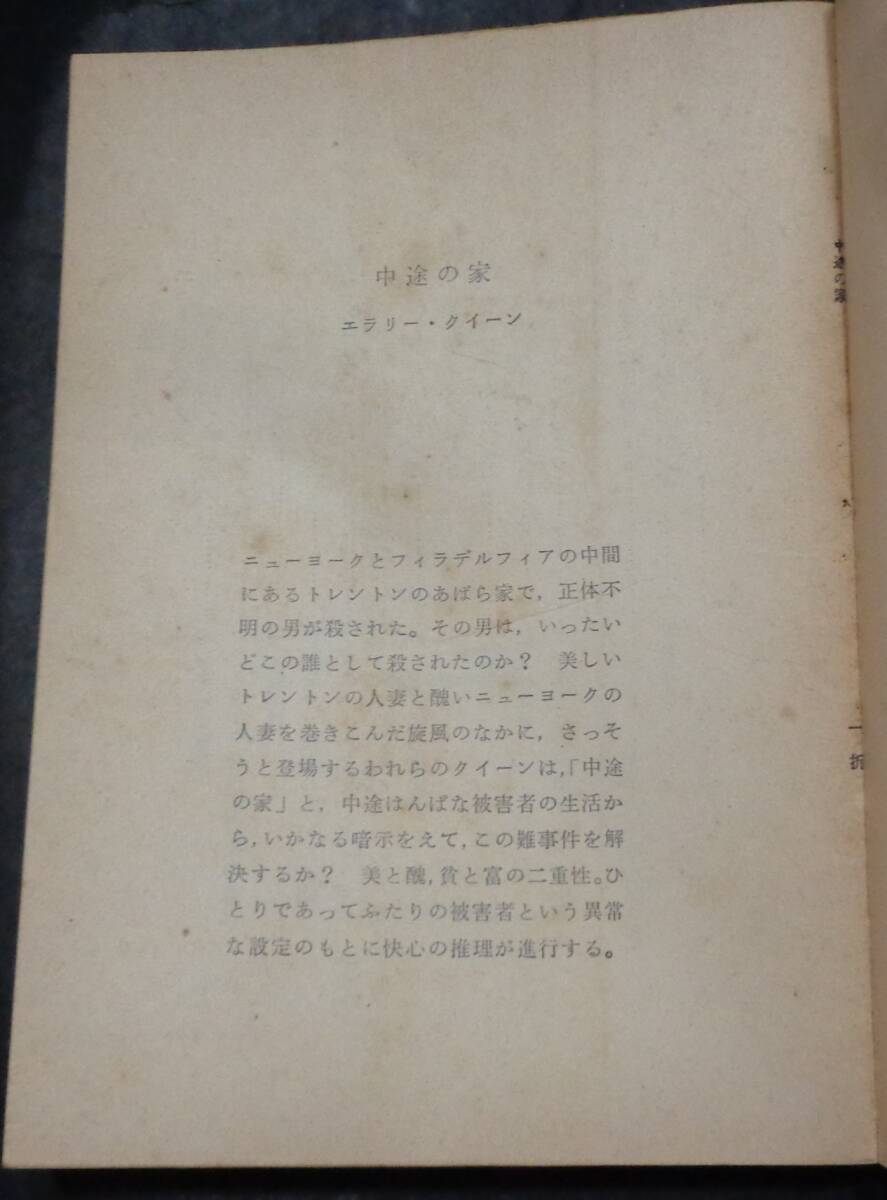 中途の家
エラリー・クイーン
ニューヨークとフィラデルフィアの中間
にあるトレントンのあばら家で，正体不
明の男が殺された。その男は，いったい
どこの誰として殺されたのか？　美しい
トレントンの人妻と醜いニューヨークの
人妻を巻きこんだ旋風のなかに，さっそ
うと登場するわれらのクイーンは，「中途
の家」と，中途はんぱな被害者の生活か
ら，いかなる暗示をえて，この難事件を解
決するか？　美と醜，貧と富の二重性。ひ
とりであってふたりの被害者という異常
な設定のもとに快心の推理が進行する。
中途の家
一折